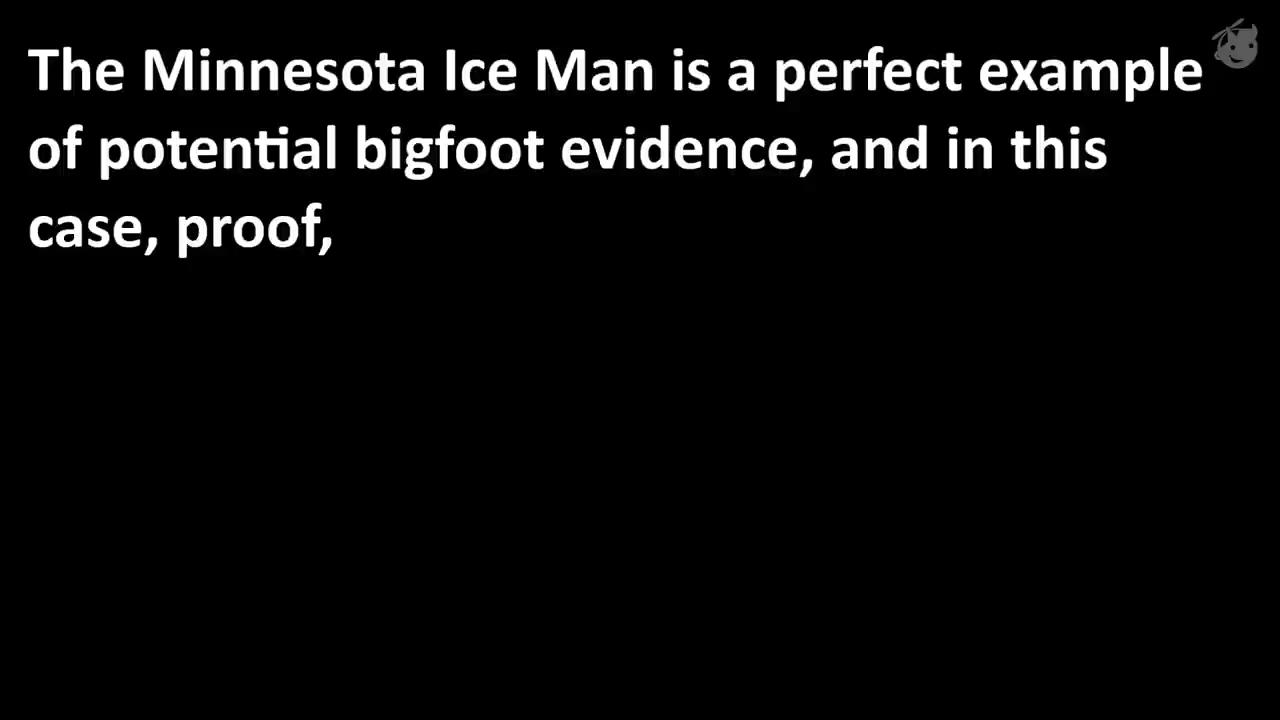 The Minnesota Ice Man is a perfect example
of potential bigfoot evidence, and in this
case, proof,